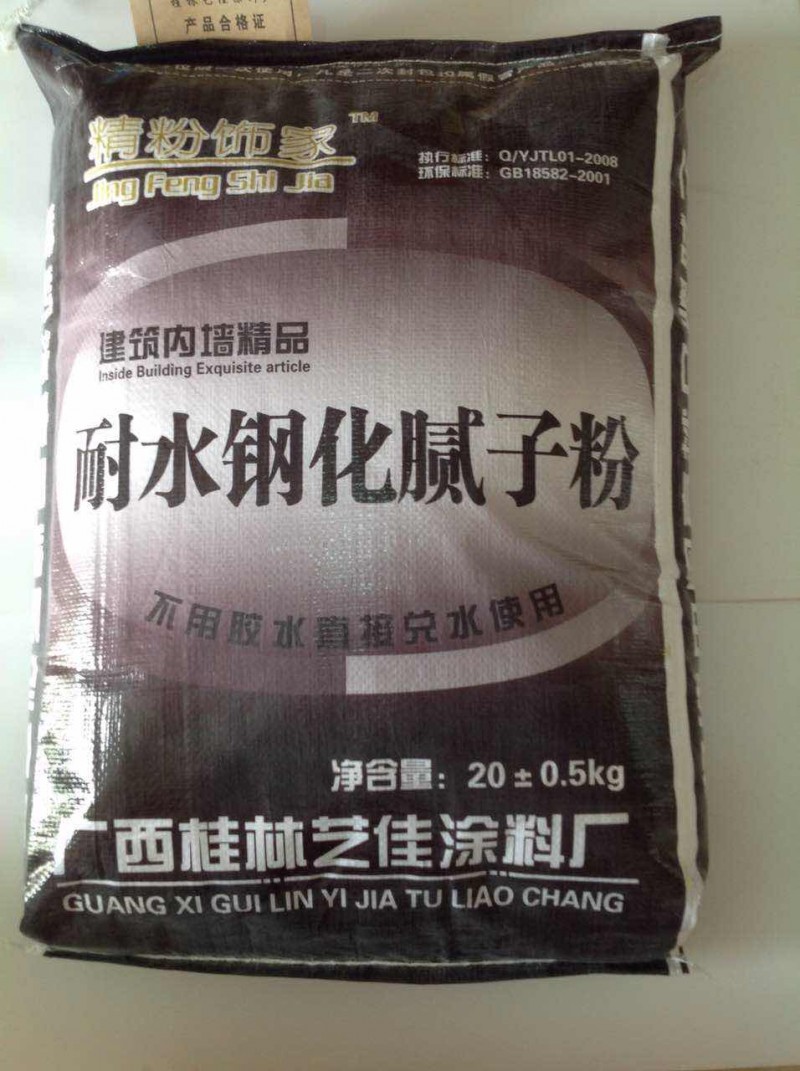 产品合格证
精粉饰家 TM
Jing Feng Shi Jia
执行标准：Q/YJTL01-2008
环保标准：GB18582-2001
建筑内墙精品
Inside Building Exquisite article
耐水钢化腻子粉
不用胶水直接兑水使用
净含量：20±0.5kg
广西桂林艺佳涂料厂
GUANG XI GUI LIN YI JIA TU LIAO CHANG